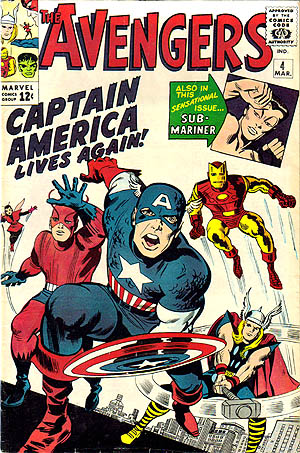 THE
AVENGERS
APPROVED
BY THE
COMICS
CODE
AUTHORITY
MARVEL
COMICS
GROUP
12¢
IND.
4
MAR.
CAPTAIN
AMERICA
LIVES AGAIN!
ALSO IN
THIS
SENSATIONAL
ISSUE...
SUB-
MARINER